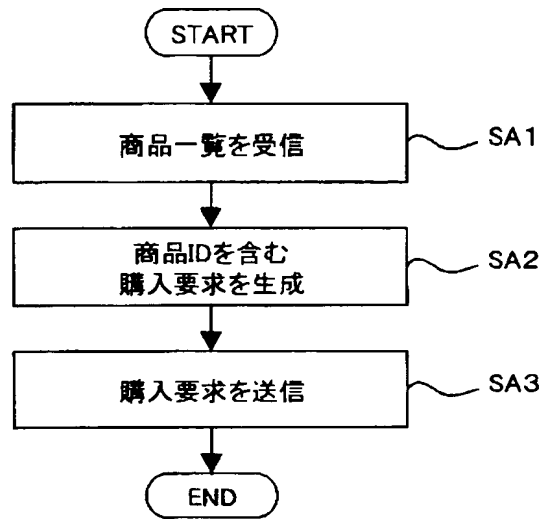 START
商品一覧を受信
SA1
商品IDを含む
購入要求を生成
SA2
購入要求を送信
SA3
END